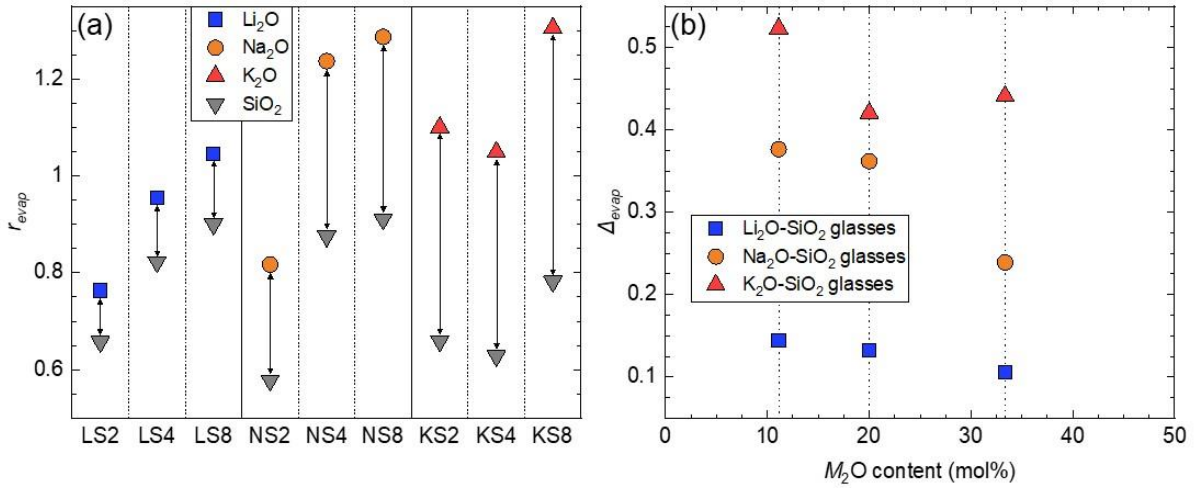 (a)
Li₂O
Na₂O
K₂O
SiO₂
1.2
1
0.8
0.6
r_evap
LS2 LS4 LS8 NS2 NS4 NS8 KS2 KS4 KS8
(b)
0.5
0.4
0.3
0.2
0.1
Δ_evap
Li₂O-SiO₂ glasses
Na₂O-SiO₂ glasses
K₂O-SiO₂ glasses
0 10 20 30 40 50
M₂O content (mol%)